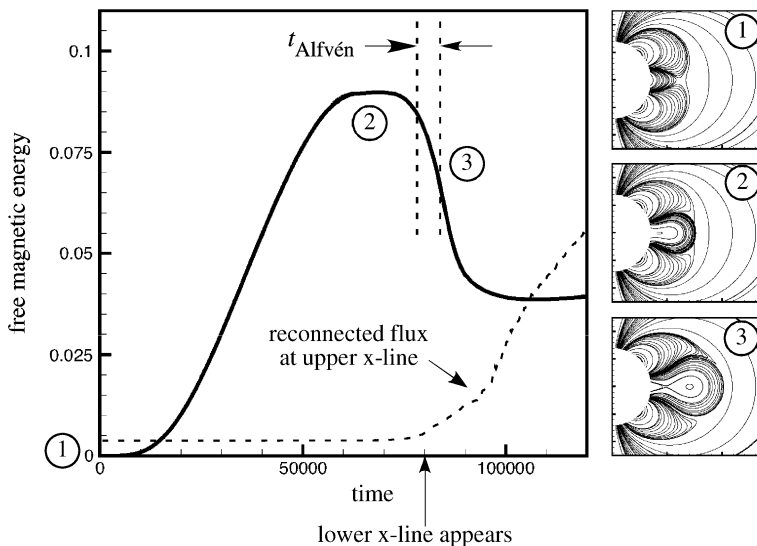 0.1
t Alfvén
1
0.075
2
3
free magnetic energy
2
0.05
reconnected flux
at upper x-line
0.025
3
1
0
0
50000
100000
time
lower x-line appears